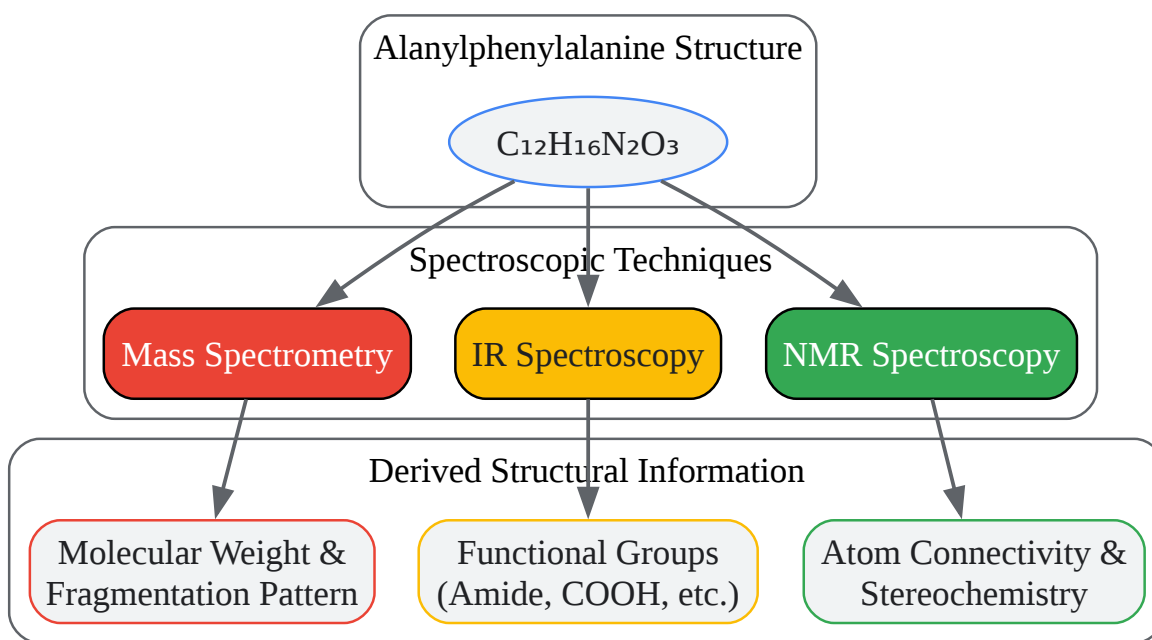 Alanylphenylalanine Structure
C₁₂H₁₆N₂O₃
Spectroscopic Techniques
Mass Spectrometry
IR Spectroscopy
NMR Spectroscopy
Derived Structural Information
Molecular Weight &
Fragmentation Pattern
Functional Groups
(Amide, COOH, etc.)
Atom Connectivity &
Stereochemistry